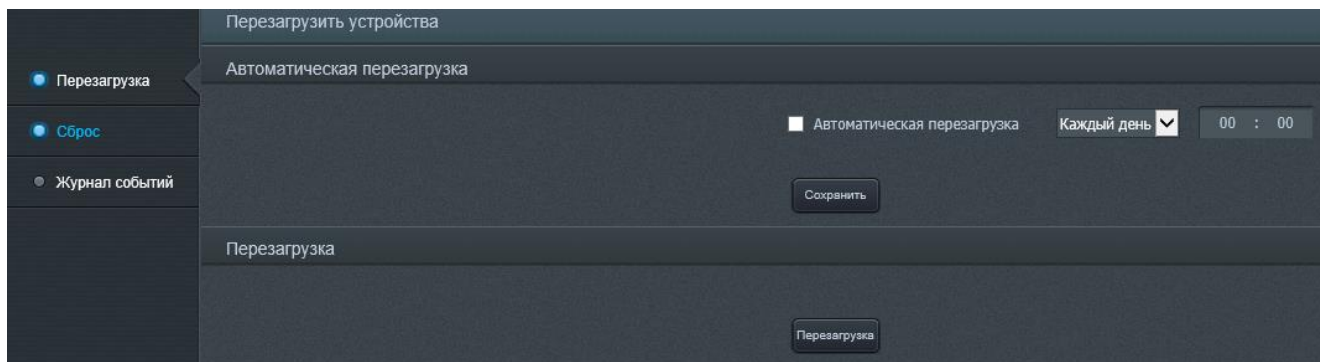 Перезагрузить устройства
Перезагрузка
Сброс
Журнал событий
Автоматическая перезагрузка
Автоматическая перезагрузка Каждый день 00 : 00
Сохранить
Перезагрузка
Перезагрузка